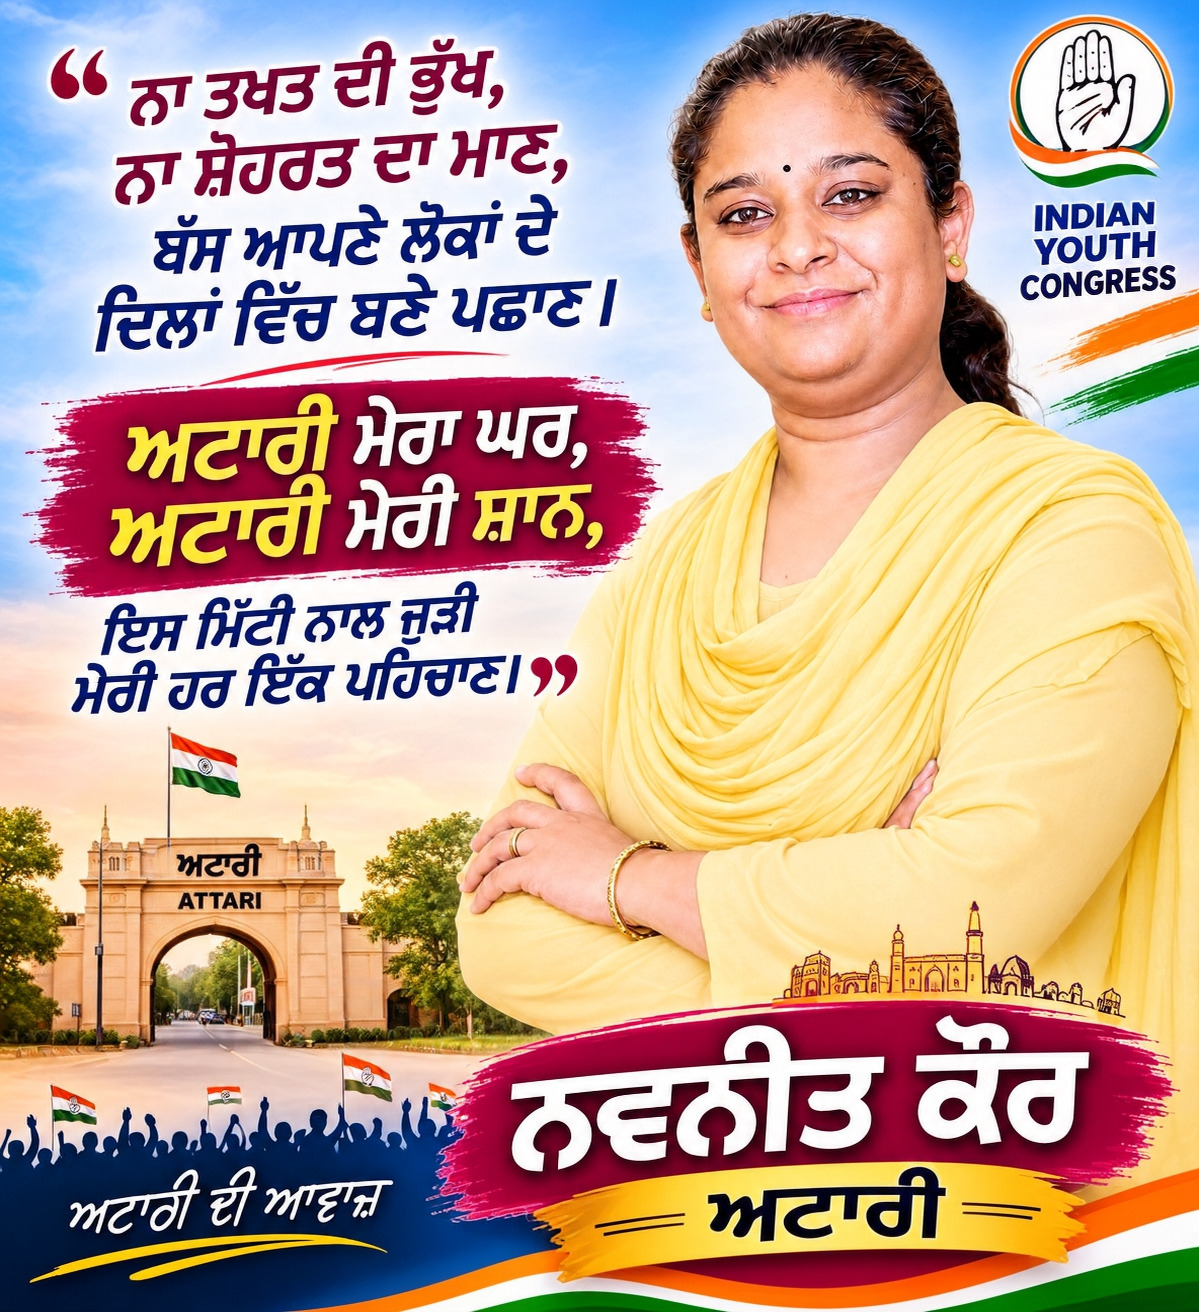 “ ਨਾ ਤਖਤ ਦੀ ਭੁੱਖ,
ਨਾ ਸ਼ੋਹਰਤ ਦਾ ਮਾਣ,
ਬੱਸ ਆਪਣੇ ਲੋਕਾਂ ਦੇ
ਦਿਲਾਂ ਵਿੱਚ ਬਣੇ ਪਛਾਣ।
ਅਟਾਰੀ ਮੇਰਾ ਘਰ,
ਅਟਾਰੀ ਮੇਰੀ ਸ਼ਾਨ,
ਇਸ ਮਿੱਟੀ ਨਾਲ ਜੁੜੀ
ਮੇਰੀ ਹਰ ਇੱਕ ਪਹਿਚਾਣ। ”
INDIAN
YOUTH
CONGRESS
ਅਟਾਰੀ
ATTARI
ਅਟਾਰੀ ਦੀ ਆਵਾਜ਼
ਨਵਨੀਤ ਕੌਰ
ਅਟਾਰੀ